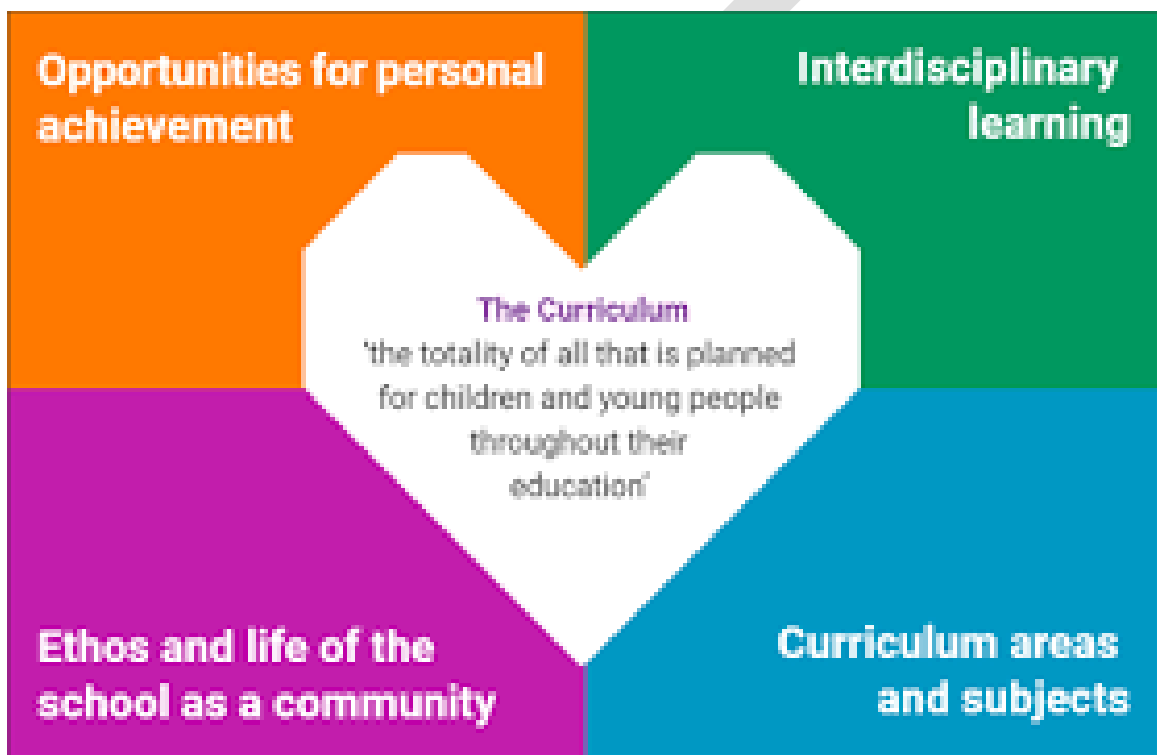 Opportunities for personal
achievement
Interdisciplinary
learning
The Curriculum
'the totality of all that is planned
for children and young people
throughout their
education'
Ethos and life of the
school as a community
Curriculum areas
and subjects